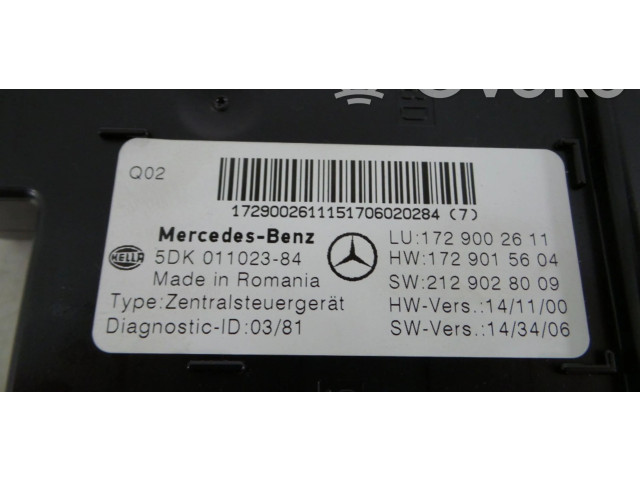 Q02
1729002611151706020284 (7)
Mercedes-Benz
HELLA 5DK 011023-84
Made in Romania
Type:Zentralsteuergerät
Diagnostic-ID:03/81
LU:172 900 26 11
HW:172 901 56 04
SW:212 902 80 09
HW-Vers.:14/11/00
SW-Vers.:14/34/06